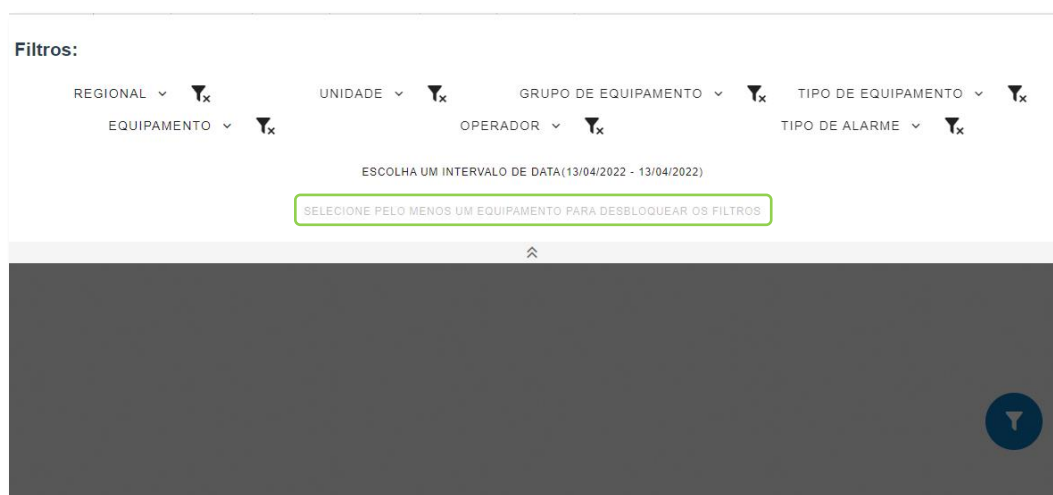 Filtros:
REGIONAL UNIDADE GRUPO DE EQUIPAMENTO TIPO DE EQUIPAMENTO
EQUIPAMENTO OPERADOR TIPO DE ALARME
ESCOLHA UM INTERVALO DE DATA(13/04/2022 - 13/04/2022)
SELECIONE PELO MENOS UM EQUIPAMENTO PARA DESBLOQUEAR OS FILTROS